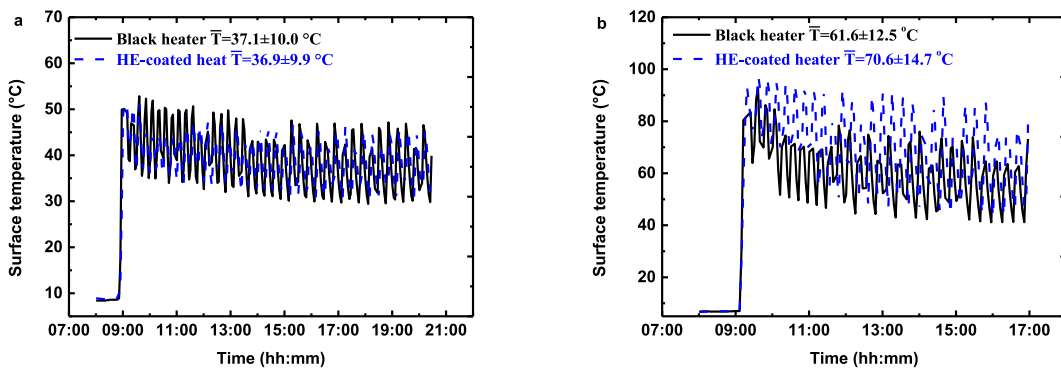 a
Black heater T̅=37.1±10.0 °C
HE-coated heat T̅=36.9±9.9 °C
Surface temperature (°C)
70
60
50
40
30
20
10
07:00 09:00 11:00 13:00 15:00 17:00 19:00 21:00
Time (hh:mm)
b
Black heater T̅=61.6±12.5 °C
HE-coated heater T̅=70.6±14.7 °C
Surface temperature (°C)
120
100
80
60
40
20
07:00 09:00 11:00 13:00 15:00 17:00
Time (hh:mm)